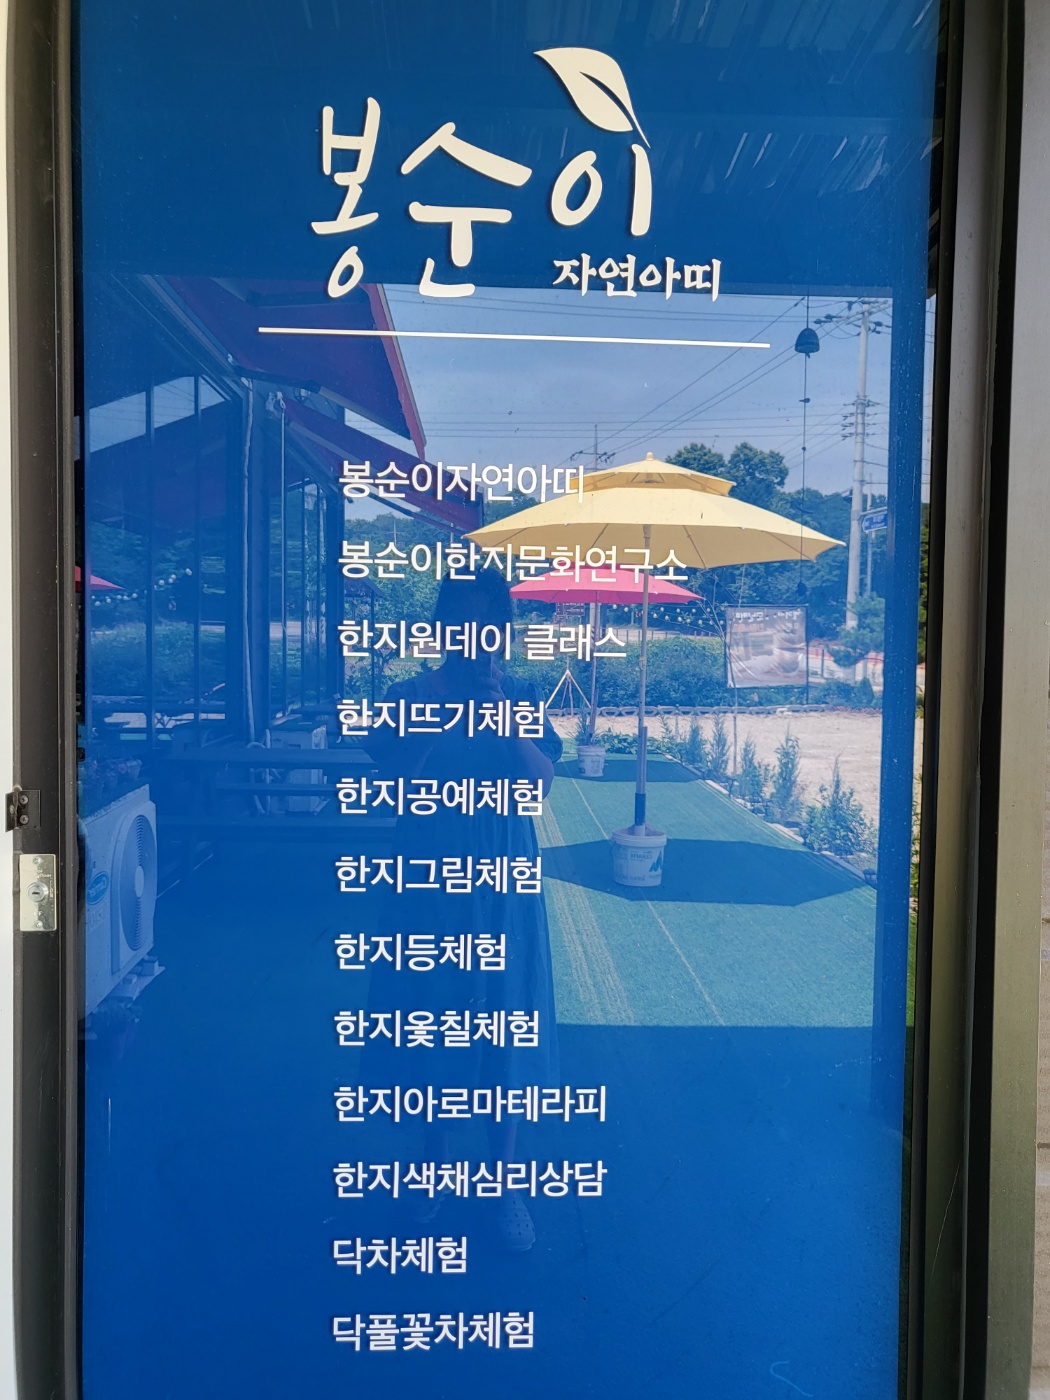 봉순이
자연아띠
봉순이자연아띠
봉순이한지문화연구소
한지원데이 클래스
한지뜨기체험
한지공예체험
한지그림체험
한지등체험
한지옻칠체험
한지아로마테라피
한지색채심리상담
닥차체험
닥풀꽃차체험